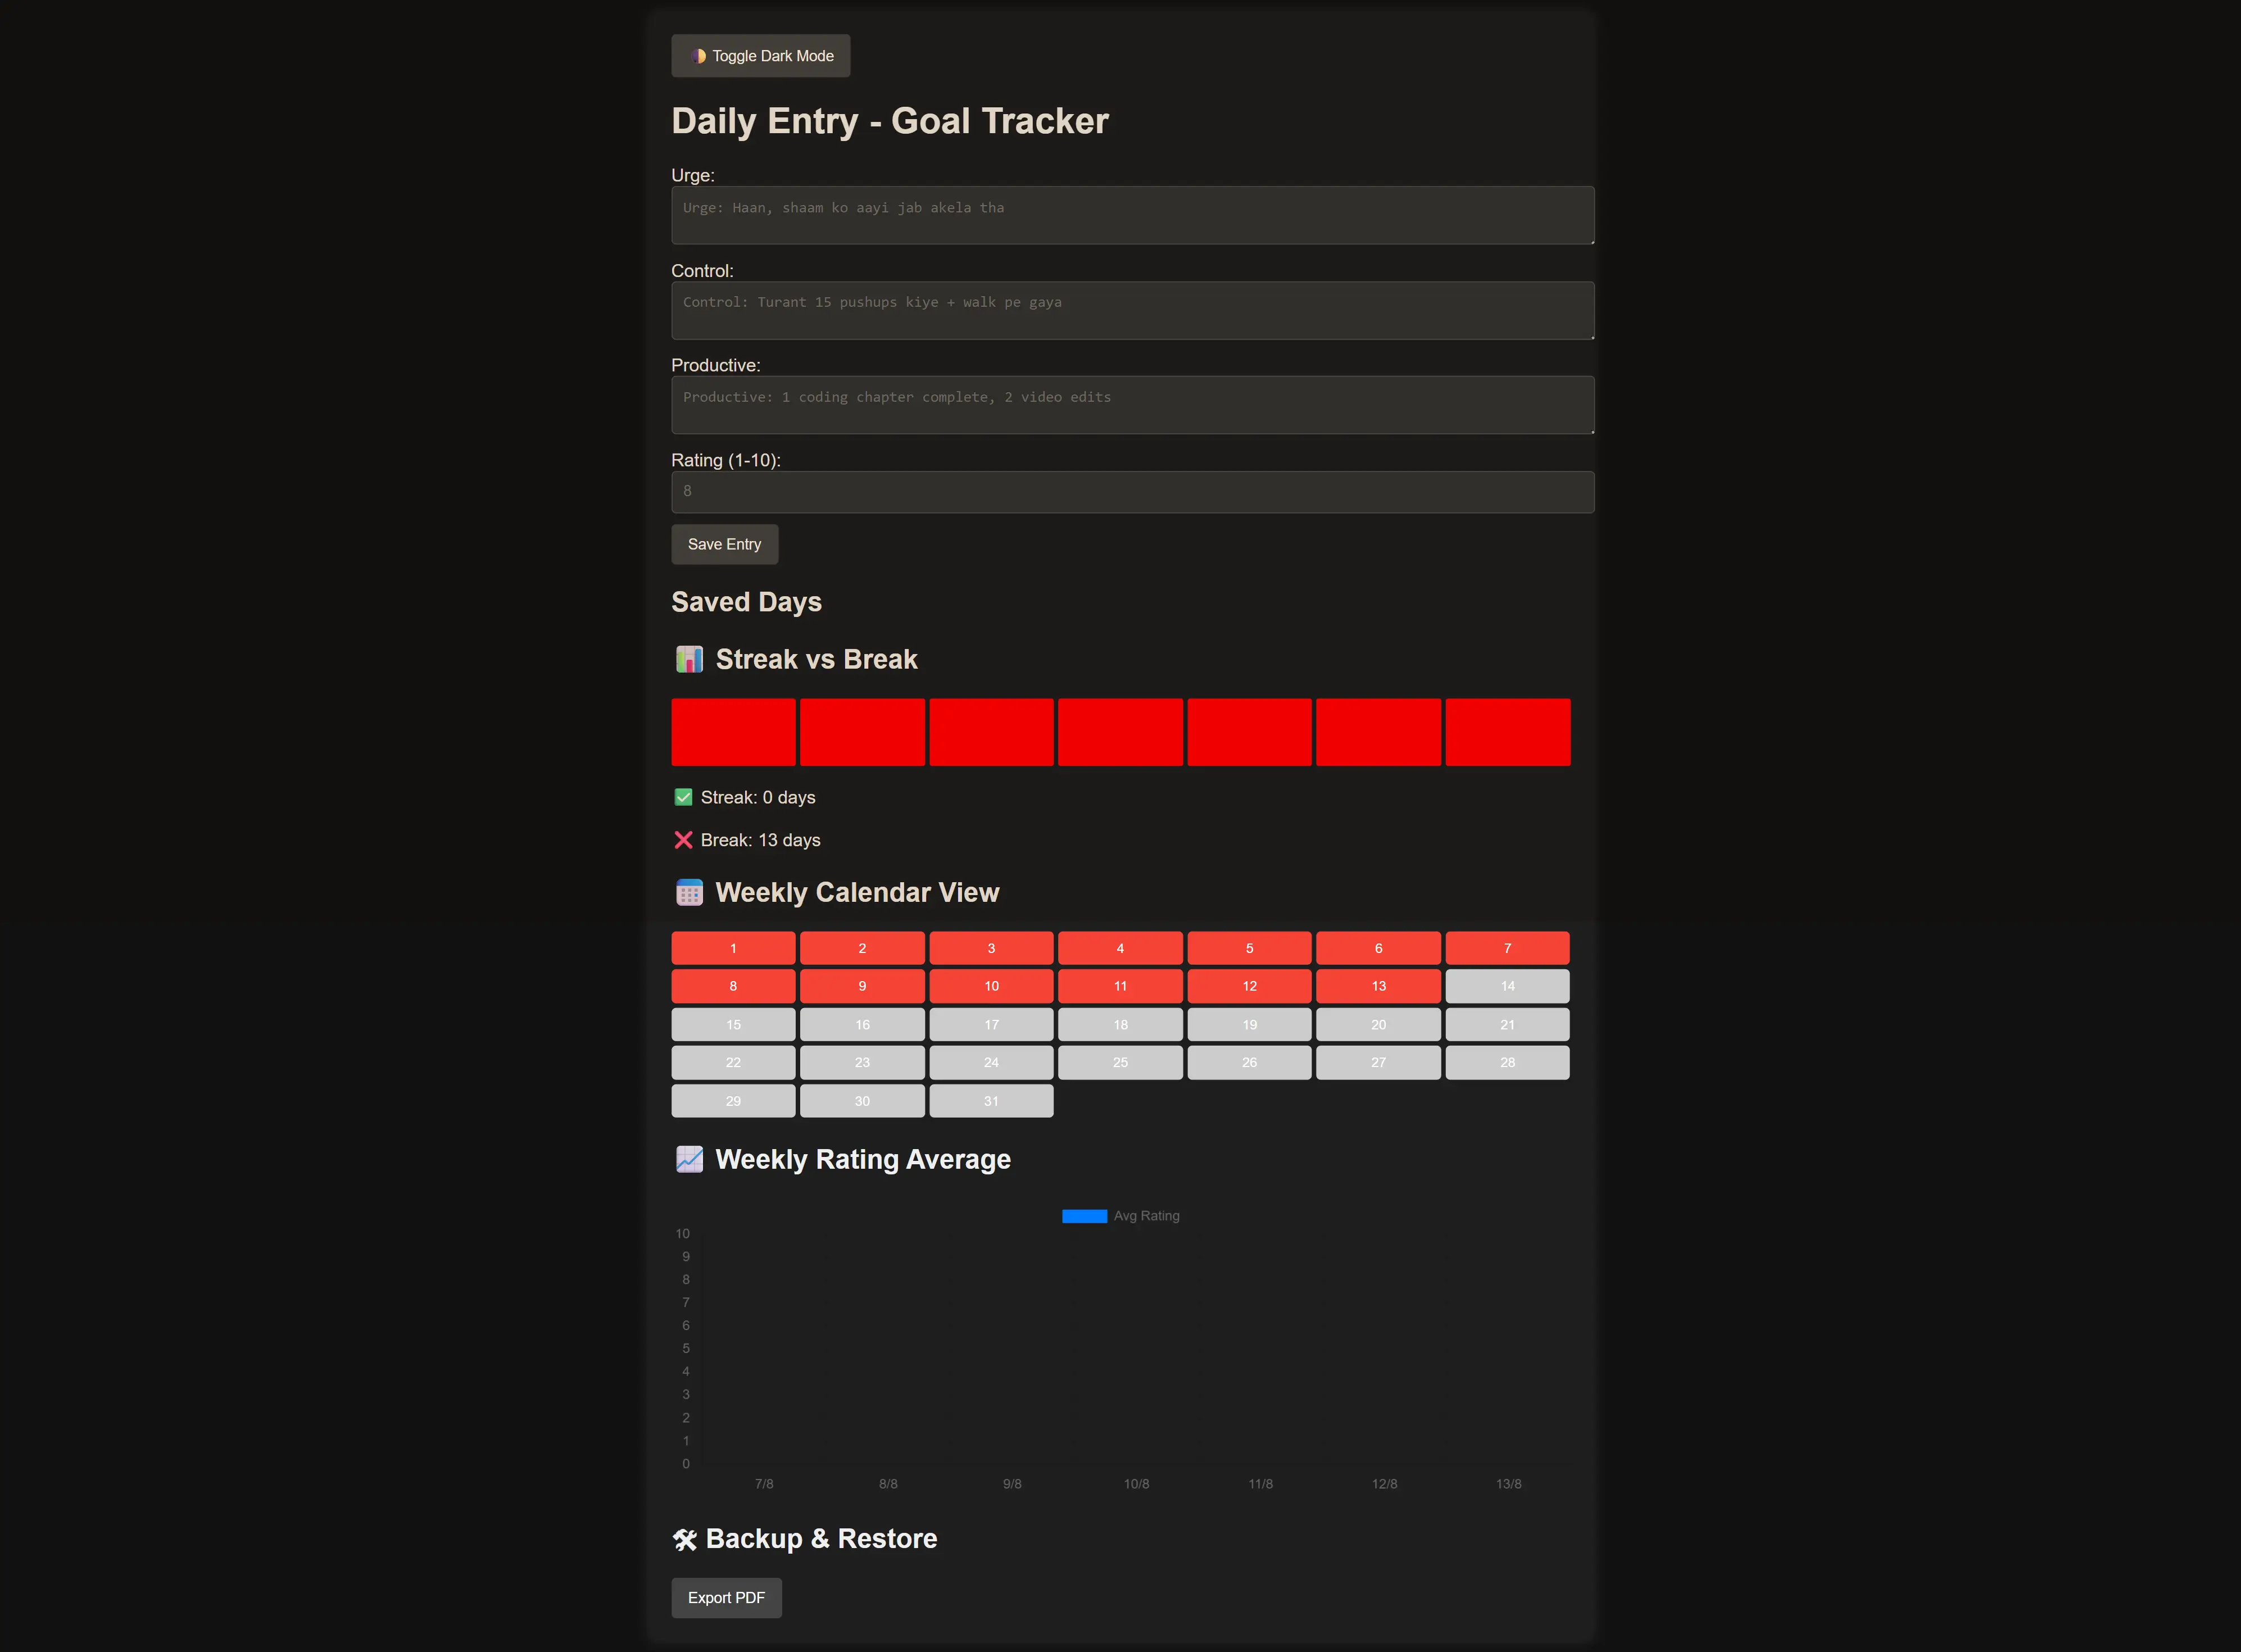 🌗 Toggle Dark Mode
Daily Entry - Goal Tracker
Urge:
Urge: Haan, shaam ko aayi jab akela tha
Control:
Control: Turant 15 pushups kiye + walk pe gaya
Productive:
Productive: 1 coding chapter complete, 2 video edits
Rating (1-10):
8
Save Entry
Saved Days
📊 Streak vs Break
✅ Streak: 0 days
❌ Break: 13 days
📅 Weekly Calendar View
1 2 3 4 5 6 7
8 9 10 11 12 13 14
15 16 17 18 19 20 21
22 23 24 25 26 27 28
29 30 31
📈 Weekly Rating Average
Avg Rating
10
9
8
7
6
5
4
3
2
1
0
7/8 8/8 9/8 10/8 11/8 12/8 13/8
🛠 Backup & Restore
Export PDF